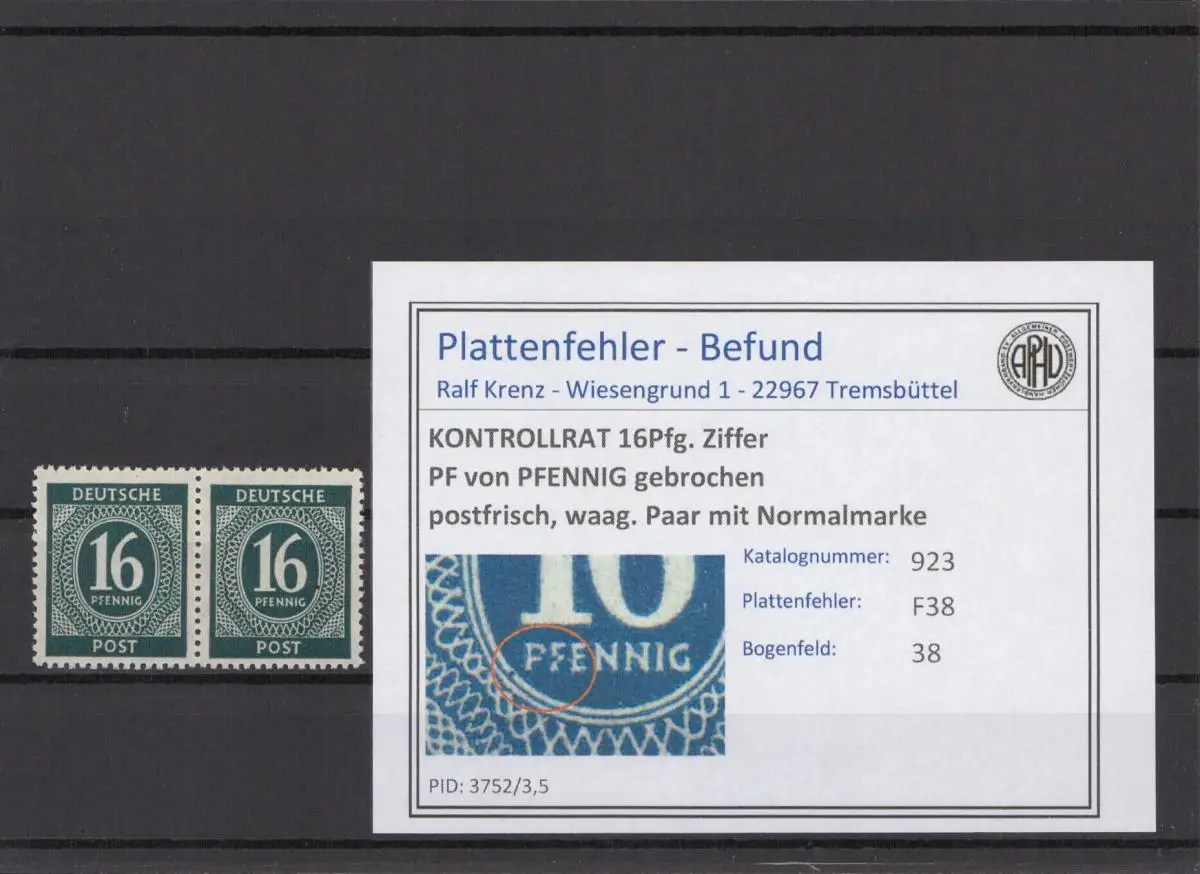 DEUTSCHE
16
PFENNIG
POST
DEUTSCHE
16
PFENNIG
POST
Plattenfehler - Befund
Ralf Krenz - Wiesengrund 1 - 22967 Tremsbüttel
APHV
KONTROLLRAT 16Pfg. Ziffer
PF von PFENNIG gebrochen
postfrisch, waag. Paar mit Normalmarke
16
PFENNIG
Katalognummer: 923
Plattenfehler: F38
Bogenfeld: 38
PID: 3752/3,5